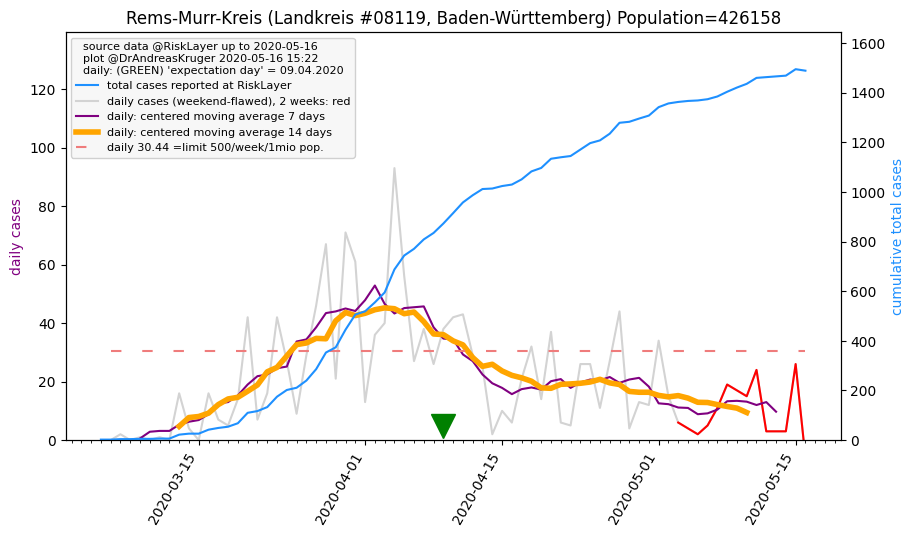 Rems-Murr-Kreis (Landkreis #08119, Baden-Württemberg) Population=426158
source data @RiskLayer up to 2020-05-16
plot @DrAndreasKruger 2020-05-16 15:22
daily: (GREEN) 'expectation day' = 09.04.2020
total cases reported at RiskLayer
daily cases (weekend-flawed), 2 weeks: red
daily: centered moving average 7 days
daily: centered moving average 14 days
daily 30.44 =limit 500/week/1mio pop.
daily cases
120
100
80
60
40
20
0
cumulative total cases
1600
1400
1200
1000
800
600
400
200
0
2020-03-15
2020-04-01
2020-04-15
2020-05-01
2020-05-15